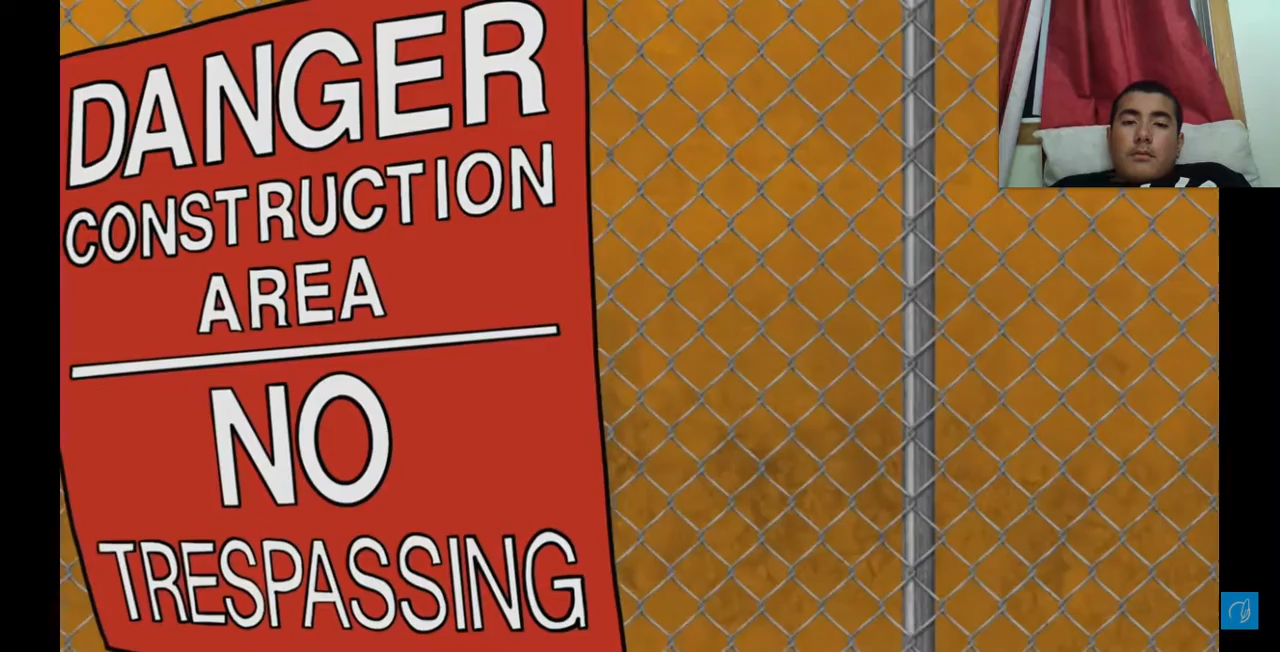 DANGER
CONSTRUCTION
AREA
NO
TRESPASSING